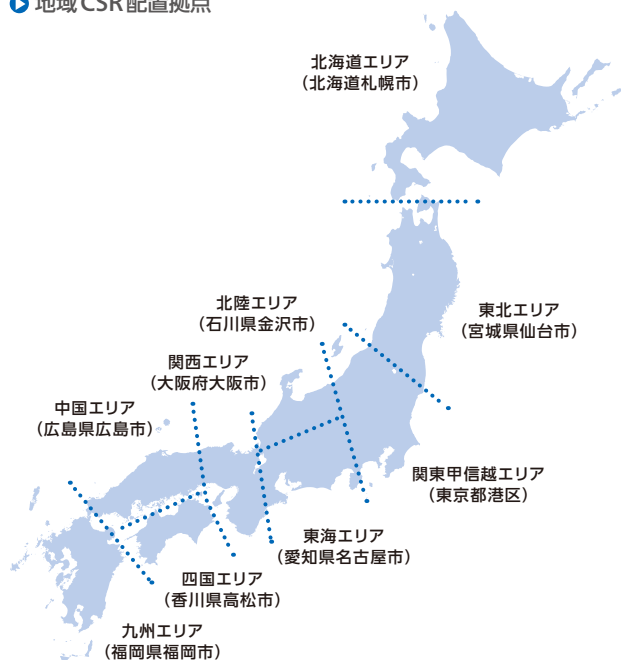 地域CSR配置拠点
北海道エリア
(北海道札幌市)
東北エリア
(宮城県仙台市)
北陸エリア
(石川県金沢市)
関西エリア
(大阪府大阪市)
中国エリア
(広島県広島市)
関東甲信越エリア
(東京都港区)
東海エリア
(愛知県名古屋市)
四国エリア
(香川県高松市)
九州エリア
(福岡県福岡市)